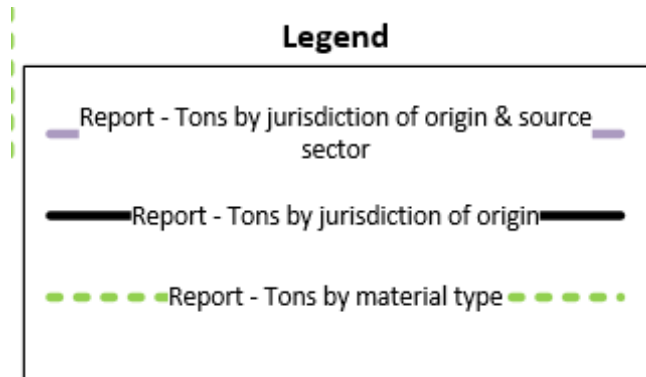 Legend
Report - Tons by jurisdiction of origin & source
sector
Report - Tons by jurisdiction of origin
Report - Tons by material type